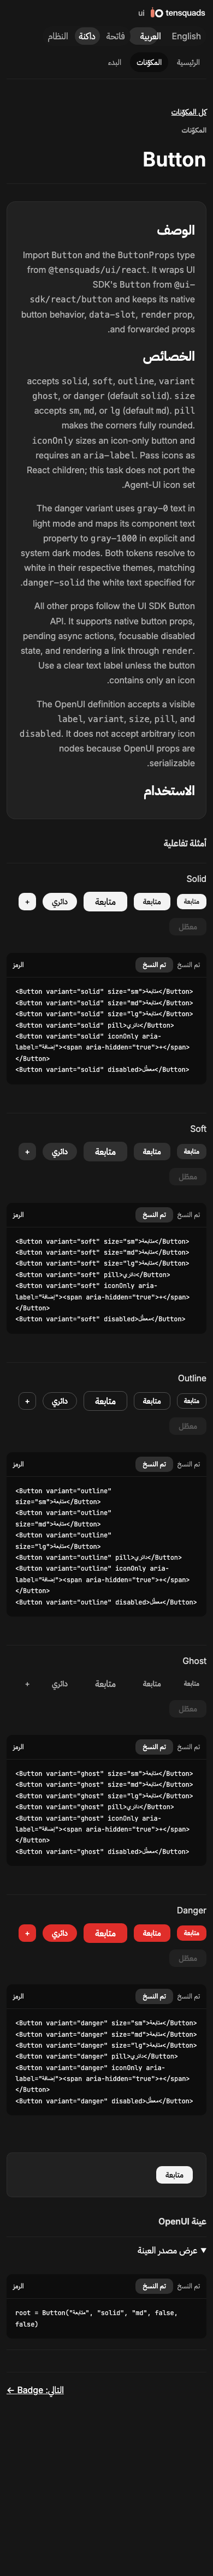 tensquads ui
English العربية فاتحة داكنة النظام
الرئيسية المكوّنات البدء
كل المكوّنات
المكوّنات
Button
الوصف
Import Button and the ButtonProps type
from @tensquads/ui/react. It wraps UI
SDK's Button from @ui-
sdk/react/button and keeps its native
button behavior, data-slot, render prop,
and forwarded props.
الخصائص
accepts solid, soft, outline, variant
ghost, or danger (default solid). size
accepts sm, md, or lg (default md). pill
makes the corners fully rounded.
iconOnly sizes an icon-only button and
requires an aria-label. Pass icons as
React children; this task does not port the
Agent-UI icon set.
The danger variant uses gray-0 text in
light mode and maps its component text
property to gray-1000 in explicit and
system dark modes. Both tokens resolve to
white in their respective themes, matching
the white text specified for danger-solid.
All other props follow the UI SDK Button
API. It supports native button props,
pending async actions, focusable disabled
state, and rendering a link through render.
Use a clear text label unless the button
contains only an icon.
The OpenUI definition accepts a visible
label, variant, size, pill, and
disabled. It does not accept arbitrary icon
nodes because OpenUI props are
serializable.
الاستخدام
أمثلة تفاعلية
Solid
متابعة متابعة متابعة دائري +
معطّل
تم النسخ تم النسخ الرمز
<Button variant="solid" size="sm">متابعة</Button>
<Button variant="solid" size="md">متابعة</Button>
<Button variant="solid" size="lg">متابعة</Button>
<Button variant="solid" pill>دائري</Button>
<Button variant="solid" iconOnly aria-
label="إضافة"><span aria-hidden="true">+</span>
</Button>
<Button variant="solid" disabled>معطّل</Button>
Soft
متابعة متابعة متابعة دائري +
معطّل
تم النسخ تم النسخ الرمز
<Button variant="soft" size="sm">متابعة</Button>
<Button variant="soft" size="md">متابعة</Button>
<Button variant="soft" size="lg">متابعة</Button>
<Button variant="soft" pill>دائري</Button>
<Button variant="soft" iconOnly aria-
label="إضافة"><span aria-hidden="true">+</span>
</Button>
<Button variant="soft" disabled>معطّل</Button>
Outline
متابعة متابعة متابعة دائري +
معطّل
تم النسخ تم النسخ الرمز
<Button variant="outline"
size="sm">متابعة</Button>
<Button variant="outline"
size="md">متابعة</Button>
<Button variant="outline"
size="lg">متابعة</Button>
<Button variant="outline" pill>دائري</Button>
<Button variant="outline" iconOnly aria-
label="إضافة"><span aria-hidden="true">+</span>
</Button>
<Button variant="outline" disabled>معطّل</Button>
Ghost
متابعة متابعة متابعة دائري +
معطّل
تم النسخ تم النسخ الرمز
<Button variant="ghost" size="sm">متابعة</Button>
<Button variant="ghost" size="md">متابعة</Button>
<Button variant="ghost" size="lg">متابعة</Button>
<Button variant="ghost" pill>دائري</Button>
<Button variant="ghost" iconOnly aria-
label="إضافة"><span aria-hidden="true">+</span>
</Button>
<Button variant="ghost" disabled>معطّل</Button>
Danger
متابعة متابعة متابعة دائري +
معطّل
تم النسخ تم النسخ الرمز
<Button variant="danger" size="sm">متابعة</Button>
<Button variant="danger" size="md">متابعة</Button>
<Button variant="danger" size="lg">متابعة</Button>
<Button variant="danger" pill>دائري</Button>
<Button variant="danger" iconOnly aria-
label="إضافة"><span aria-hidden="true">+</span>
</Button>
<Button variant="danger" disabled>معطّل</Button>
متابعة
عينة OpenUI
▼ عرض مصدر العينة
تم النسخ تم النسخ الرمز
root = Button("متابعة", "solid", "md", false,
false)
التالي: Badge ←